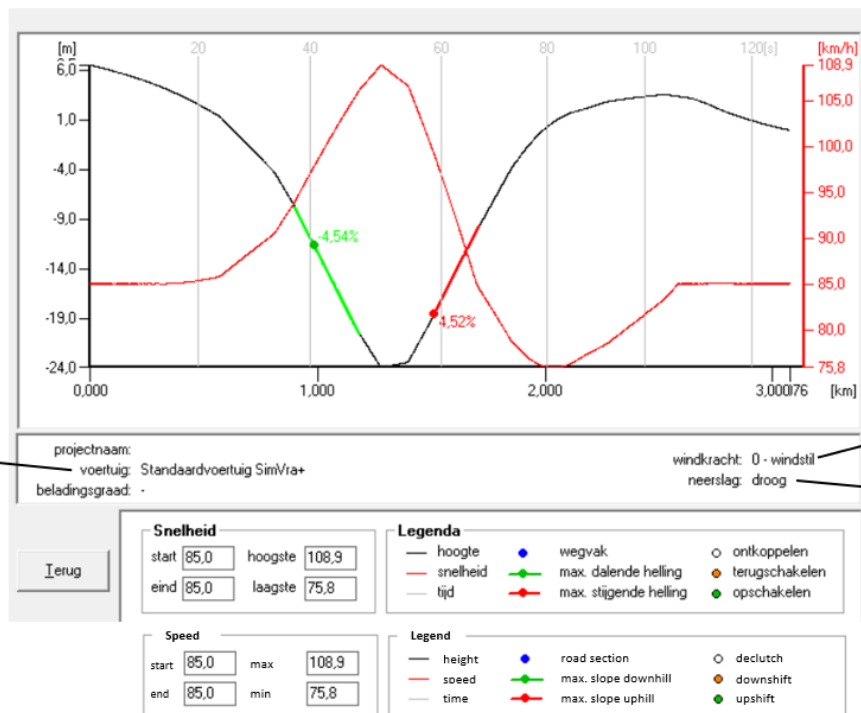 [m] 20 40 60 80 100 120[s] [km/h]
6,0 108,9
105,0
1,0
100,0
-4,0
95,0
-9,0
-4,54%
90,0
-14,0
85,0
-19,0
4,52%
80,0
-24,0 75,8
0,000 1,000 2,000 3,000 076 [km]
projectnaam:
voertuig: Standaardvoertuig SimVra+
beladingsgraad: -
windkracht: 0 - windstil
neerslag: droog
Terug
Snelheid
start 85,0 hoogste 108,9
eind 85,0 laagste 75,8
Legenda
hoogte wegvak ontkoppelen
snelheid max. dalende helling terugschakelen
tijd max. stijgende helling opschakelen
Speed
start 85,0 max 108,9
end 85,0 min 75,8
Legend
height road section declutch
speed max. slope downhill downshift
time max. slope uphill upshift